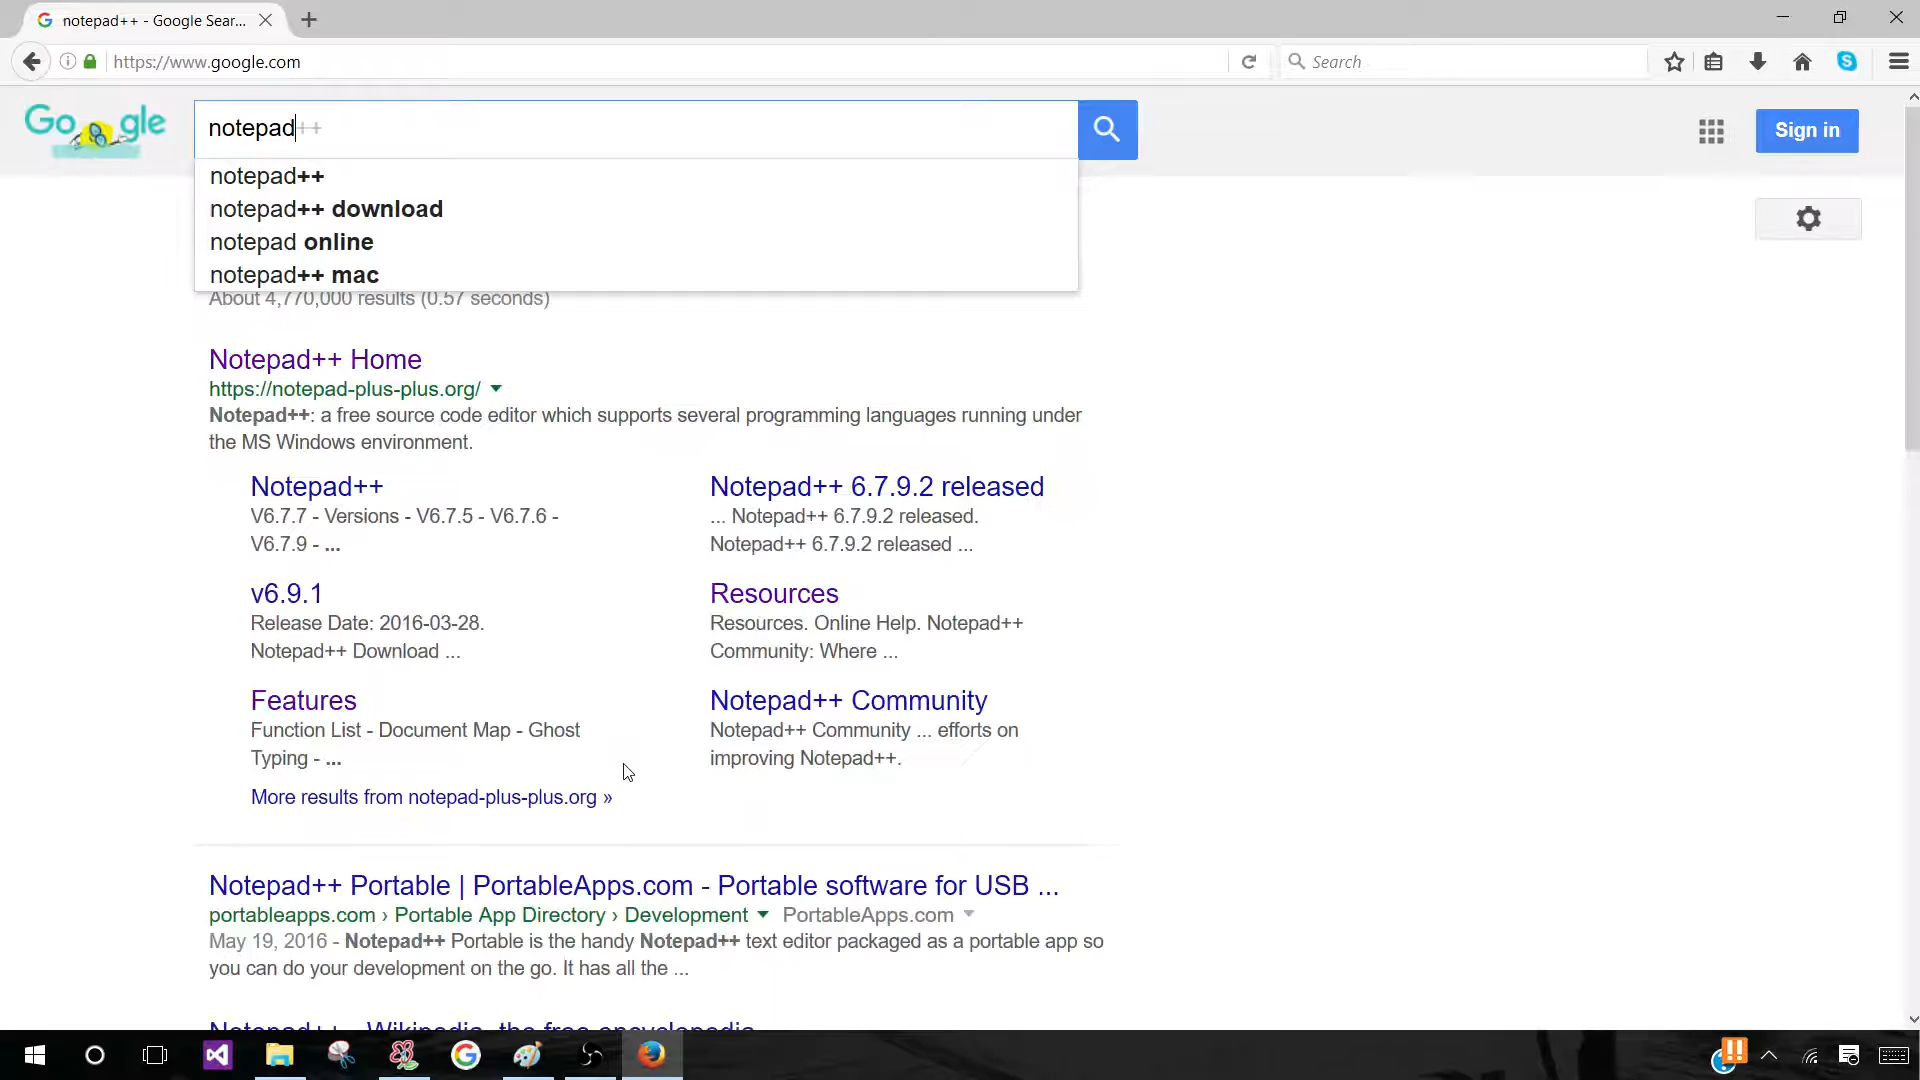 notepad++ - Google Sear...
https://www.google.com
Search
Google
notepad++
Sign in
notepad++
notepad++ download
notepad online
notepad++ mac
About 4,770,000 results (0.57 seconds)
Notepad++ Home
https://notepad-plus-plus.org/
Notepad++: a free source code editor which supports several programming languages running under
the MS Windows environment.
Notepad++
V6.7.7 - Versions - V6.7.5 - V6.7.6 -
V6.7.9 - ...
Notepad++ 6.7.9.2 released
... Notepad++ 6.7.9.2 released.
Notepad++ 6.7.9.2 released ...
v6.9.1
Release Date: 2016-03-28.
Notepad++ Download ...
Resources
Resources. Online Help. Notepad++
Community: Where ...
Features
Function List - Document Map - Ghost
Typing - ...
Notepad++ Community
Notepad++ Community ... efforts on
improving Notepad++.
More results from notepad-plus-plus.org »
Notepad++ Portable | PortableApps.com - Portable software for USB ...
portableapps.com › Portable App Directory › Development PortableApps.com
May 19, 2016 - Notepad++ Portable is the handy Notepad++ text editor packaged as a portable app so
you can do your development on the go. It has all the ...
Notepad++ - Wikipedia, the free encyclopedia